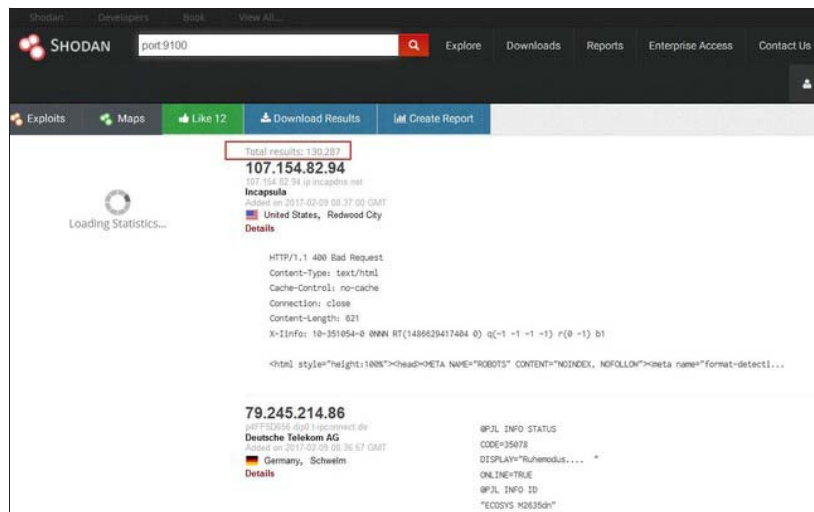 Shodan Developers Book View All...
SHODAN port:9100 Explore Downloads Reports Enterprise Access Contact Us
Exploits Maps Like 12 Download Results Create Report
Total results: 130,287
107.154.82.94
107.154.82.94.ip.incapdns.net
Incapsula
Added on 2017-02-09 08:37:00 GMT
United States, Redwood City
Details
Loading Statistics...
HTTP/1.1 400 Bad Request
Content-Type: text/html
Cache-Control: no-cache
Connection: close
Content-Length: 621
X-Iinfo: 10-351054-0 0NNN RT(1486629417404 0) q(-1 -1 -1 -1) r(0 -1) b1
<html style="height:100%"><head><META NAME="ROBOTS" CONTENT="NOINDEX, NOFOLLOW"><meta name="format-detecti...
79.245.214.86
p4FF5D656.dip0.t-ipconnect.de
Deutsche Telekom AG
Added on 2017-02-09 08:36:57 GMT
Germany, Schwelm
Details
@PJL INFO STATUS
CODE=35078
DISPLAY="Ruhemodus.... "
ONLINE=TRUE
@PJL INFO ID
"ECOSYS M2635dn"